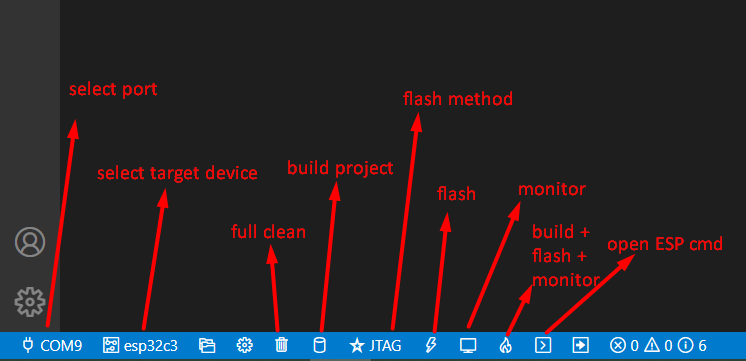 select port
flash method
build project
select target device
flash
monitor
full clean
build +
flash +
monitor
open ESP cmd
COM9 esp32c3 JTAG 0 0 6